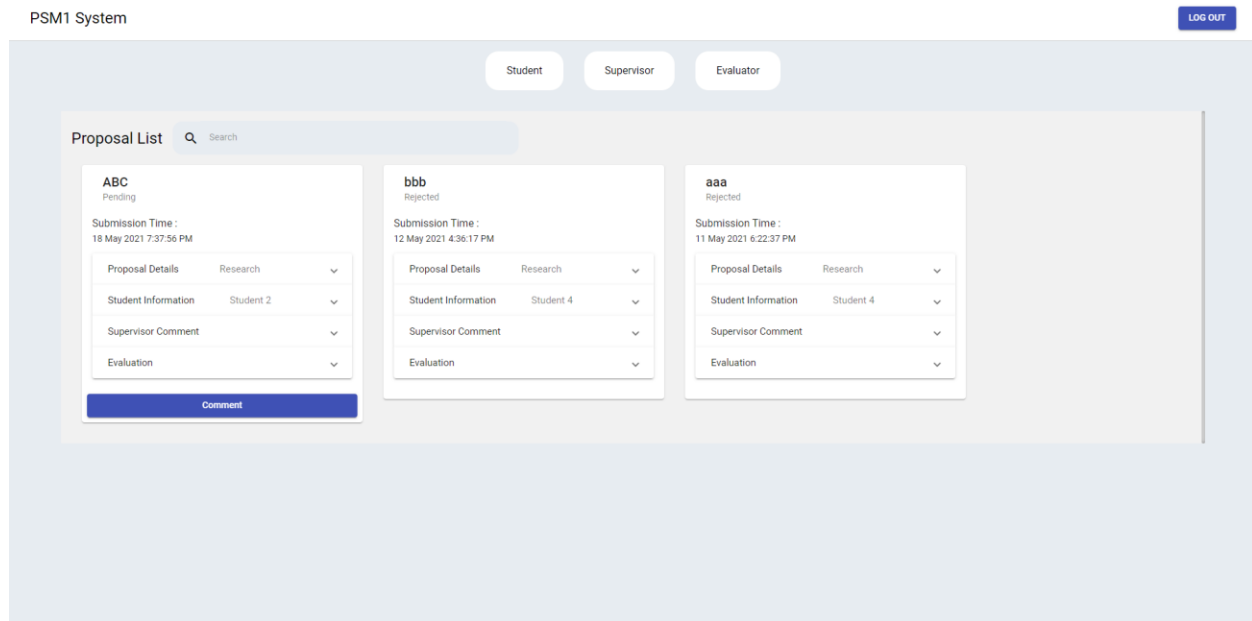 PSM1 System
LOG OUT
Student Supervisor Evaluator
Proposal List
Search
ABC
Pending
Submission Time :
18 May 2021 7:37:56 PM
Proposal Details Research
Student Information Student 2
Supervisor Comment
Evaluation
Comment
bbb
Rejected
Submission Time :
12 May 2021 4:36:17 PM
Proposal Details Research
Student Information Student 4
Supervisor Comment
Evaluation
aaa
Rejected
Submission Time :
11 May 2021 6:22:37 PM
Proposal Details Research
Student Information Student 4
Supervisor Comment
Evaluation